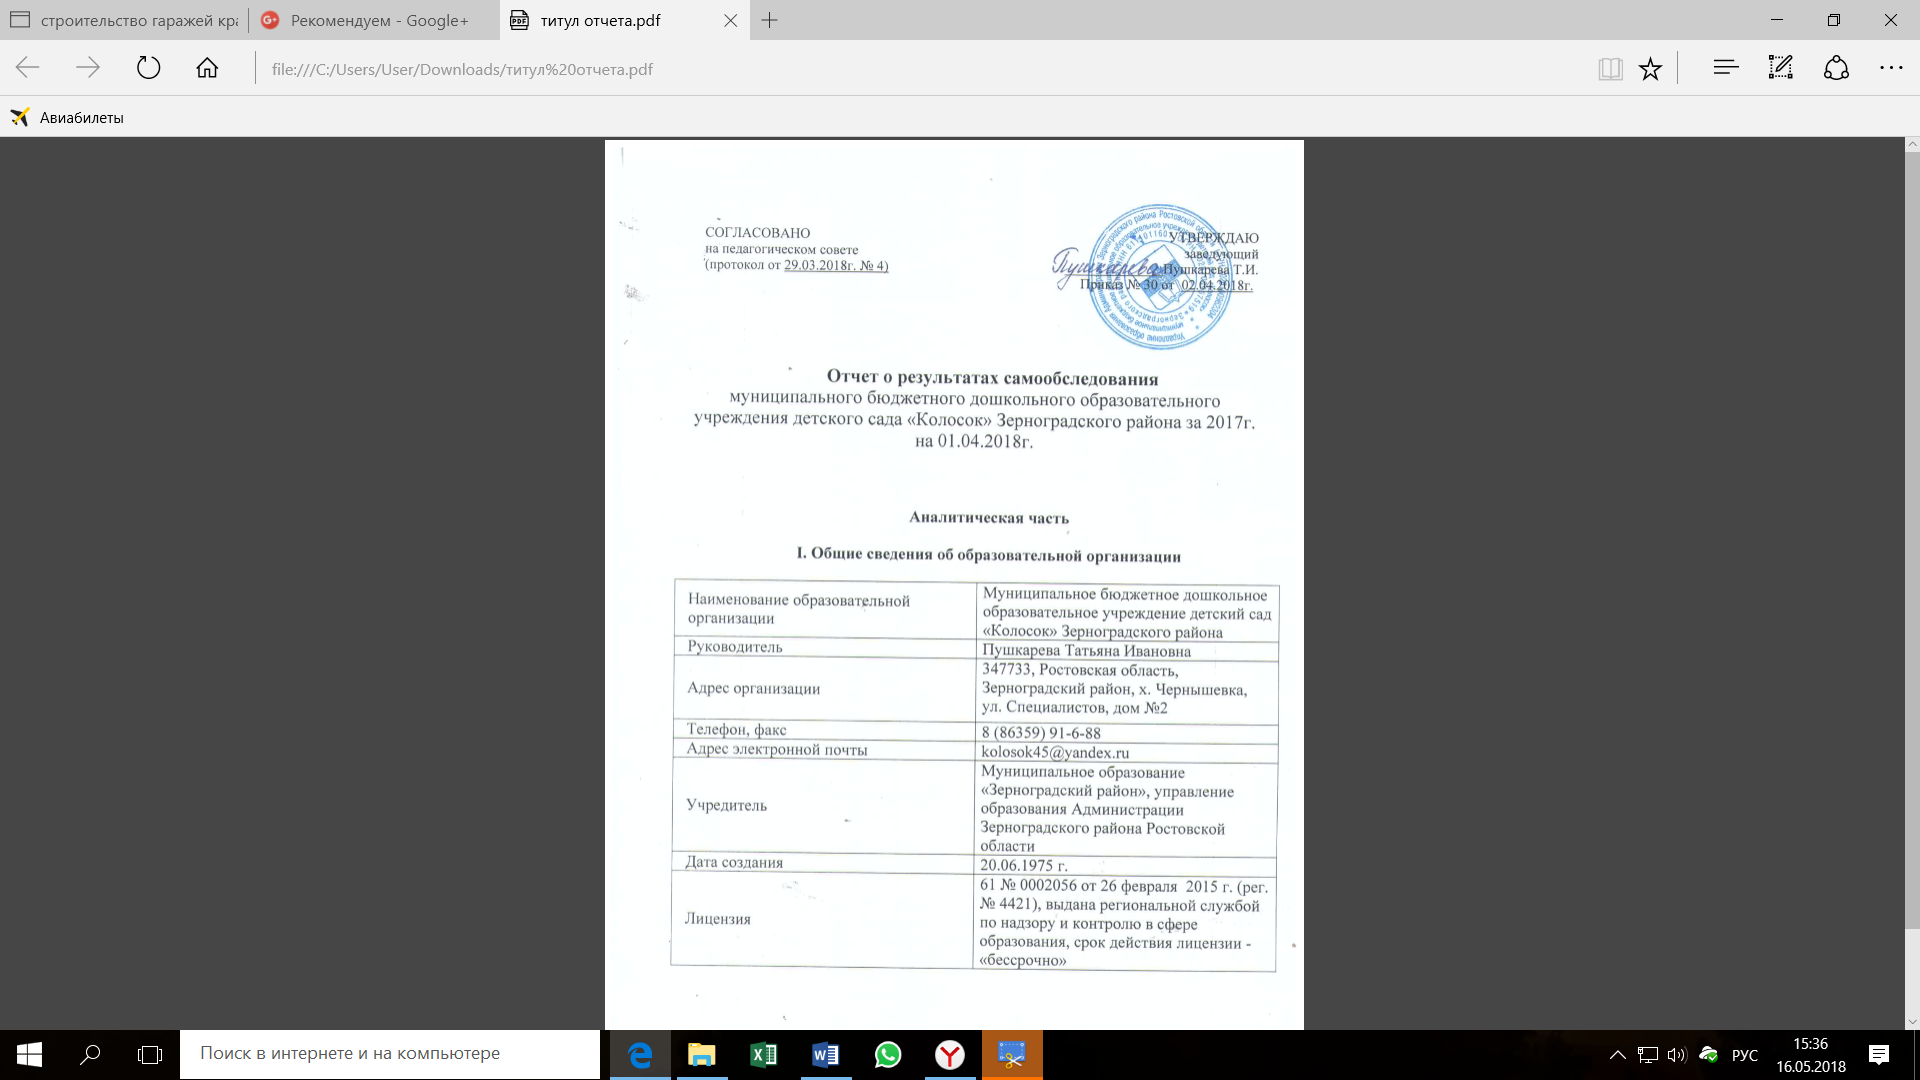 строительство гаражей кра
Рекомендуем - Google+
титул отчета.pdf
file:///C:/Users/User/Downloads/титул%20отчета.pdf
Авиабилеты
СОГЛАСОВАНО
на педагогическом совете
(протокол от 29.03.2018г. № 4)
УТВЕРЖДАЮ
заведующий
Пушкарева Пушкарева Т.И.
Приказ № 30 от 02.04.2018г.
Отчет о результатах самообследования
муниципального бюджетного дошкольного образовательного
учреждения детского сада «Колосок» Зерноградского района за 2017г.
на 01.04.2018г.
Аналитическая часть
I. Общие сведения об образовательной организации
Наименование образовательной
организации
Муниципальное бюджетное дошкольное
образовательное учреждение детский сад
«Колосок» Зерноградского района
Руководитель
Пушкарева Татьяна Ивановна
Адрес организации
347733, Ростовская область,
Зерноградский район, х. Чернышевка,
ул. Специалистов, дом №2
Телефон, факс
8 (86359) 91-6-88
Адрес электронной почты
kolosok45@yandex.ru
Учредитель
Муниципальное образование
«Зерноградский район», управление
образования Администрации
Зерноградского района Ростовской
области
Дата создания
20.06.1975 г.
Лицензия
61 № 0002056 от 26 февраля 2015 г. (рег.
№ 4421), выдана региональной службой
по надзору и контролю в сфере
образования, срок действия лицензии -
«бессрочно»
Поиск в интернете и на компьютере
РУС
15:36
16.05.2018